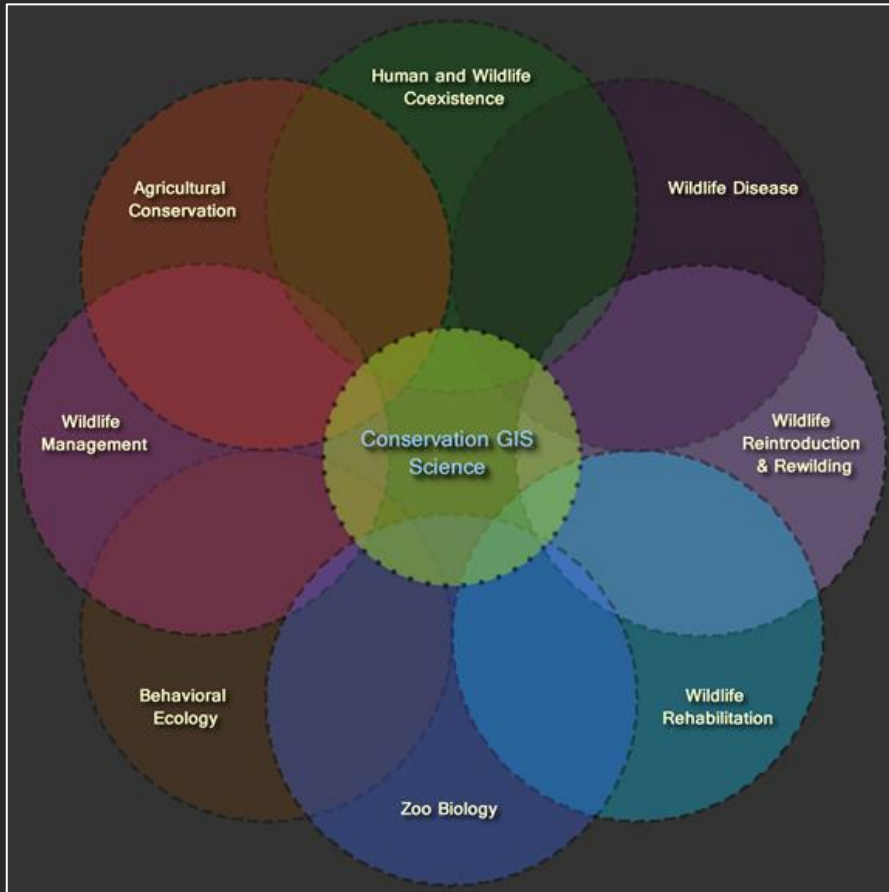 Human and Wildlife
Coexistence
Agricultural
Conservation
Wildlife Disease
Wildlife
Management
Conservation GIS
Science
Wildlife
Reintroduction
& Rewilding
Behavioral
Ecology
Wildlife
Rehabilitation
Zoo Biology